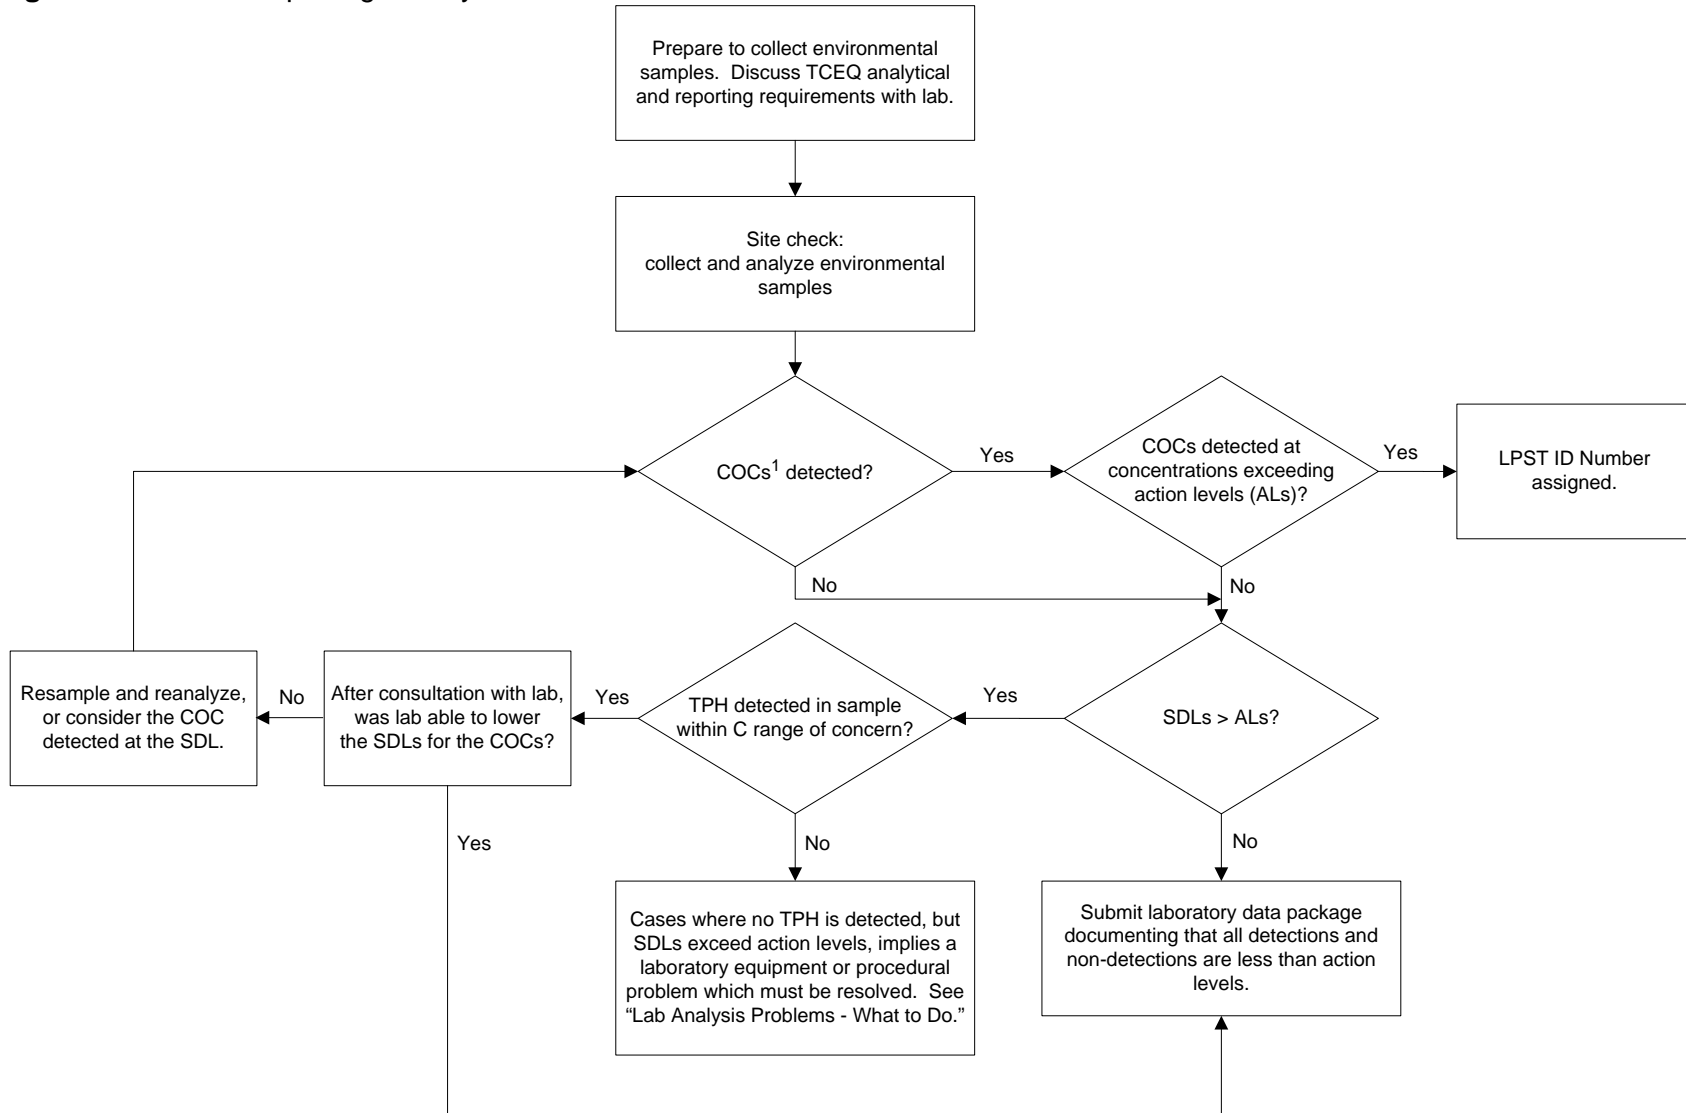 Prepare to collect environmental
samples. Discuss TCEQ analytical
and reporting requirements with lab.
Site check:
collect and analyze environmental
samples
COCs¹ detected?
Yes
COCs detected at
concentrations exceeding
action levels (ALs)?
Yes
LPST ID Number
assigned.
No
No
Resample and reanalyze,
or consider the COC
detected at the SDL.
No
After consultation with lab,
was lab able to lower
the SDLs for the COCs?
Yes
TPH detected in sample
within C range of concern?
Yes
SDLs > ALs?
Yes
No
No
Cases where no TPH is detected, but
SDLs exceed action levels, implies a
laboratory equipment or procedural
problem which must be resolved. See
“Lab Analysis Problems - What to Do.”
Submit laboratory data package
documenting that all detections and
non-detections are less than action
levels.